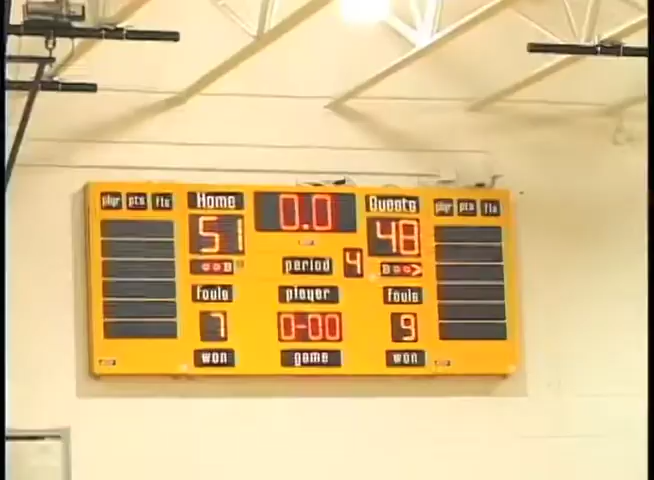 Home 0.0 Guests
plyr pts fls plyr pts fls
51 48
B period 4 B
fouls player fouls
7 0-00 9
won game won